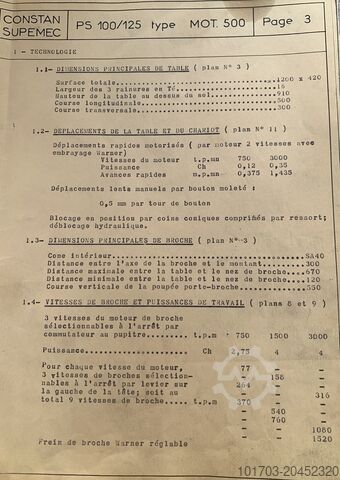 CONSTAN
SUPEMEC
PS 100/125 type MOT. 500
Page 3
1 - TECHNOLOGIE
1.1- DIMENSIONS PRINCIPALES DE TABLE ( plan N° 3 )
Surface totale............................1200 x 420
Largeur des 3 rainures en Té..............16
Hauteur de la table au dessus du sol......910
Course longitudinale......................500
Course transversale.......................300
1.2- DEPLACEMENTS DE LA TABLE ET DU CHARIOT ( plan N° 11 )
Déplacements rapides motorisés ( par moteur 2 vitesses avec
embrayage Warner)
Vitesses du moteur t.p.mn 750 3000
Puissance Ch 0,12 0,35
Avances rapides m.p.mn 0,375 1,435
Déplacements lents manuels par bouton moleté :
0,5 mm par tour de bouton
Blocage en position par coins coniques comprimés par ressort;
déblocage hydraulique.
1.3- DIMENSIONS PRINCIPALES DE BROCHE ( plan N° 3 )
Cone intérieur............................SA40
Distance entre l'axe de la broche et le montant.....300
Distance maximale entre la table et le nez de broche..670
Distance minimale entre la table et le nez de broche..120
Course verticale de la poupée porte-broche..........550
1.4- VITESSES DE BROCHE ET PUISSANCES DE TRAVAIL ( plans 8 et 9 )
3 vitesses du moteur de broche
sélectionnables à l'arrêt par
commutateur au pupitre..... t.p.mn 750 1500 3000
Puissance................. Ch 2,75 4 4
Pour chaque vitesse du moteur, 77 - -
3 vitesses de broches sélection- - 158 -
nables à l'arrêt par levier sur 264 - -
la gauche de la tête; soit au - - 316
total 9 vitesses de broche.. t.p.mn 370 - -
- 540 -
- 760 -
- - 1080
- - 1520
Frein de broche Warner réglable
101703-20452320